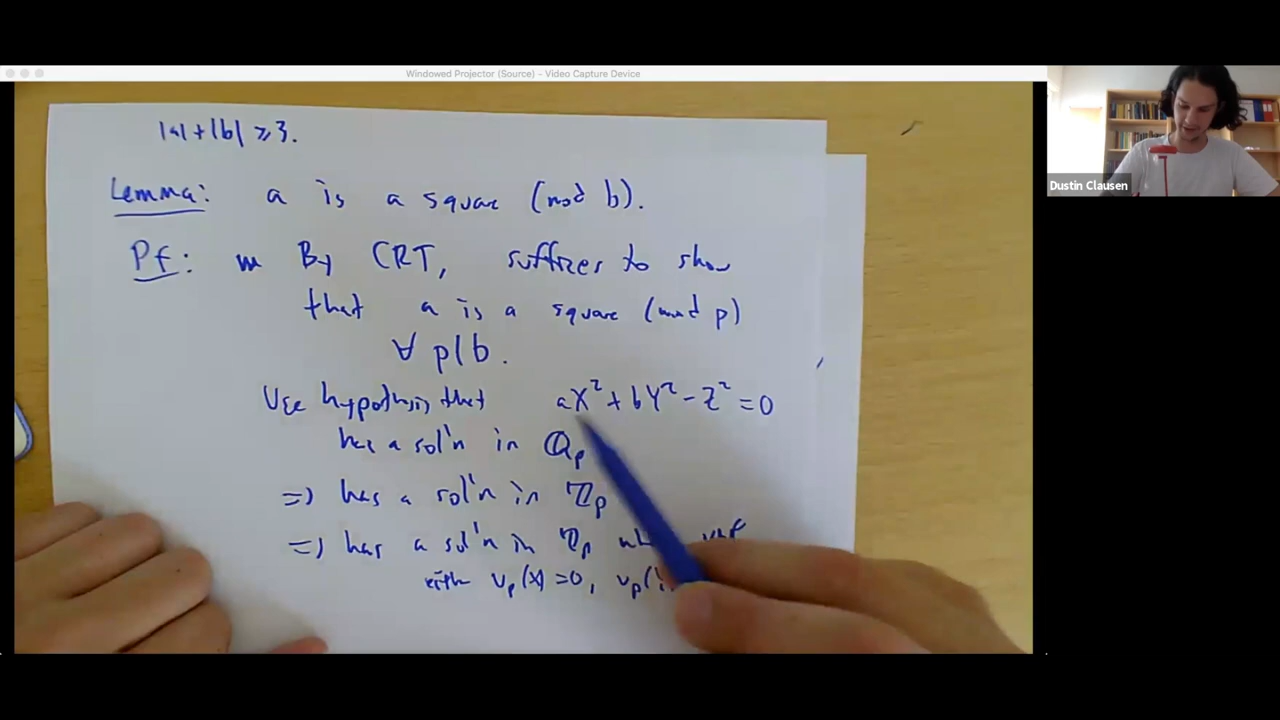 Windowed Projector (Source) - Video Capture Device
|a|+|b| ≥ 3.
Lemma: a is a square (mod b).
Pf: By CRT, suffices to show
that a is a square (mod p)
∀ p|b.
Use hypothesis that aX² + bY² - Z² = 0
has a sol'n in ℚp
=) has a sol'n in ℤp
=) has a sol'n in ℤp
either vp(X) = 0, vp(
Dustin Clausen